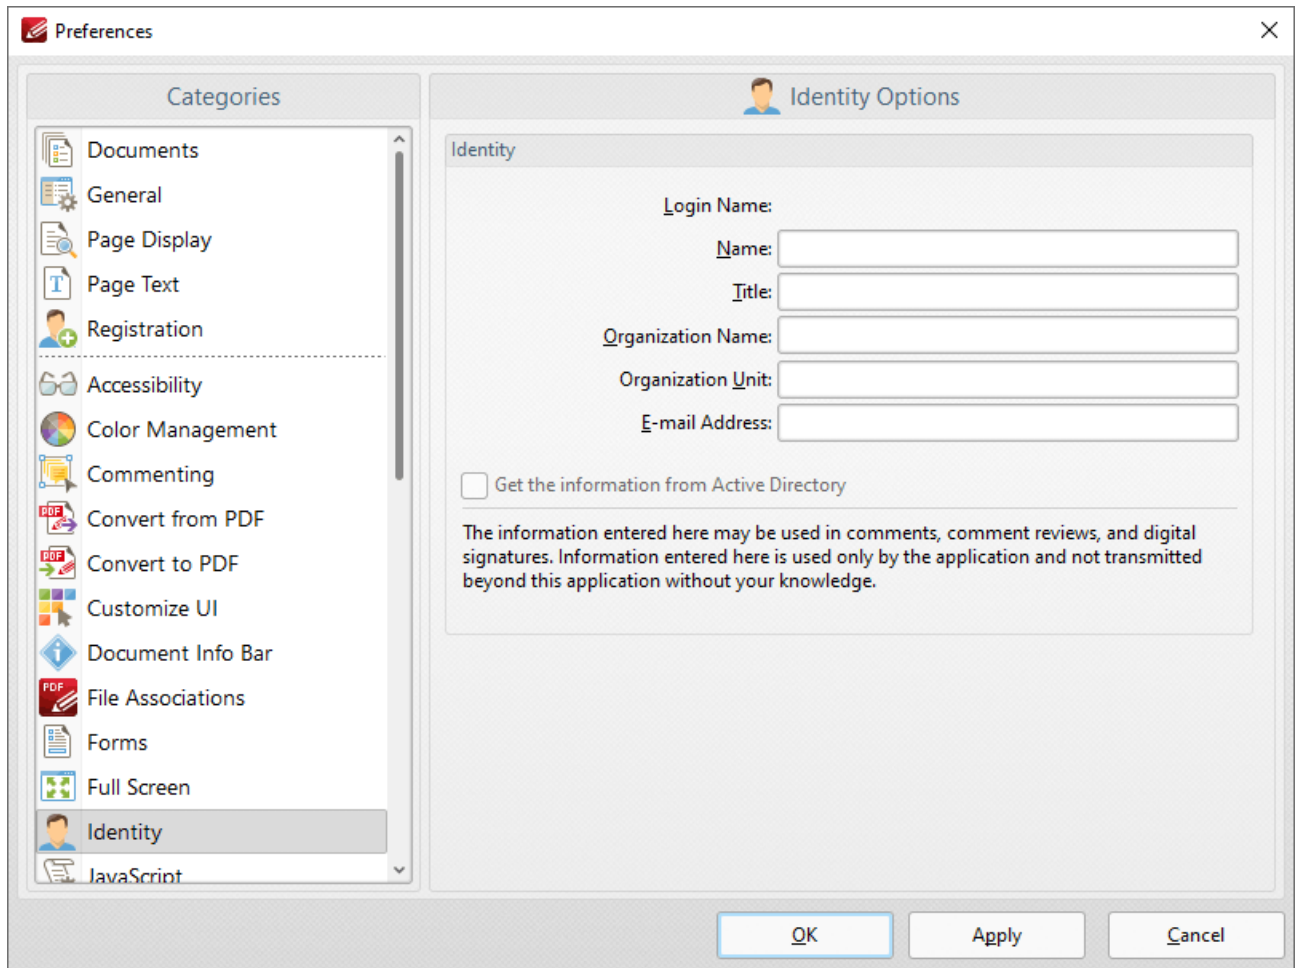 Preferences
Categories
Documents
General
Page Display
Page Text
Registration
Accessibility
Color Management
Commenting
Convert from PDF
Convert to PDF
Customize UI
Document Info Bar
File Associations
Forms
Full Screen
Identity
JavaScript
Identity Options
Identity
Login Name:
Name:
Title:
Organization Name:
Organization Unit:
E-mail Address:
Get the information from Active Directory
The information entered here may be used in comments, comment reviews, and digital
signatures. Information entered here is used only by the application and not transmitted
beyond this application without your knowledge.
OK
Apply
Cancel